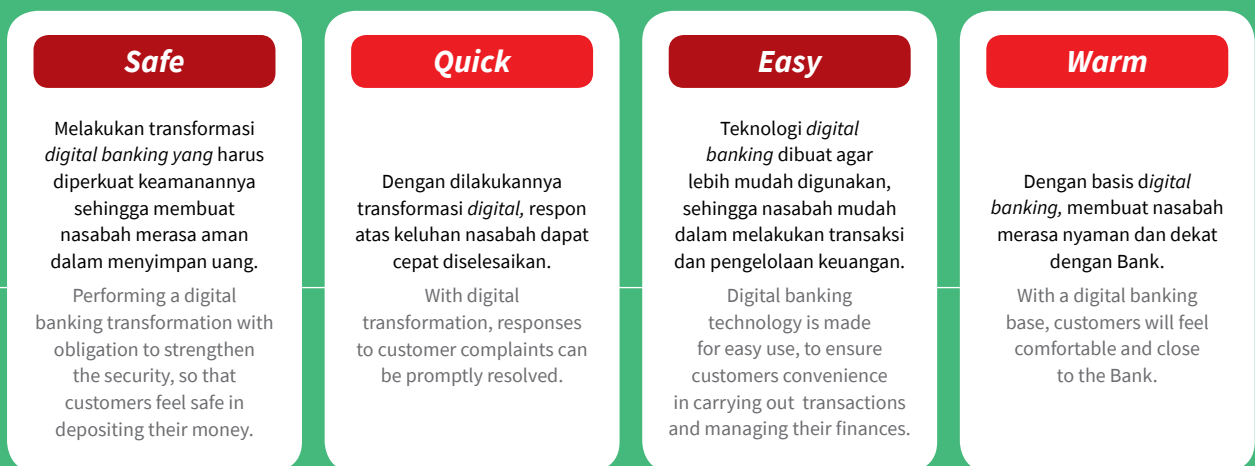 Safe
Melakukan transformasi
digital banking yang harus
diperkuat keamanannya
sehingga membuat
nasabah merasa aman
dalam menyimpan uang.
Performing a digital
banking transformation with
obligation to strengthen
the security, so that
customers feel safe in
depositing their money.
Quick
Dengan dilakukannya
transformasi digital, respon
atas keluhan nasabah dapat
cepat diselesaikan.
With digital
transformation, responses
to customer complaints can
be promptly resolved.
Easy
Teknologi digital
banking dibuat agar
lebih mudah digunakan,
sehingga nasabah mudah
dalam melakukan transaksi
dan pengelolaan keuangan.
Digital banking
technology is made
for easy use, to ensure
customers convenience
in carrying out transactions
and managing their finances.
Warm
Dengan basis digital
banking, membuat nasabah
merasa nyaman dan dekat
dengan Bank.
With a digital banking
base, customers will feel
comfortable and close
to the Bank.